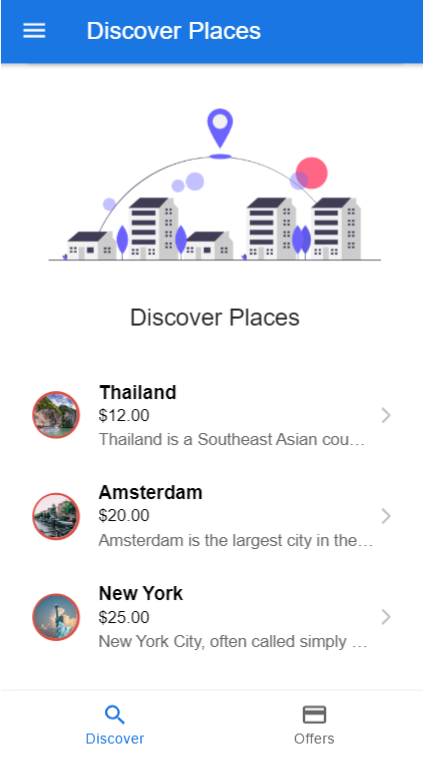 Discover Places
Discover Places
Thailand
$12.00
Thailand is a Southeast Asian cou…
Amsterdam
$20.00
Amsterdam is the largest city in the…
New York
$25.00
New York City, often called simply …
Discover
Offers